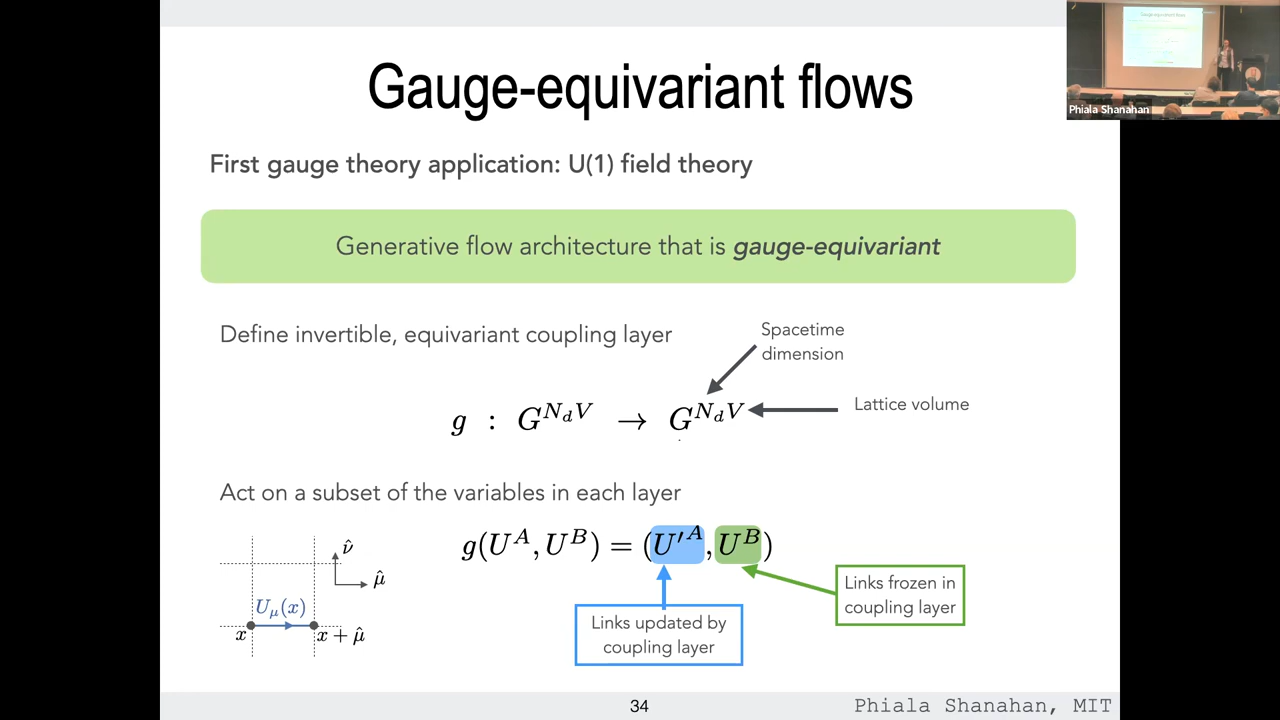 Gauge-equivariant flows
Phiala Shanahan
First gauge theory application: U(1) field theory
Generative flow architecture that is gauge-equivariant
Define invertible, equivariant coupling layer
Spacetime
dimension
g : G^{N_d V} → G^{N_d V}
Lattice volume
Act on a subset of the variables in each layer
g(U^A, U^B) = (U'^A, U^B)
ν̂
μ̂
U_μ(x)
x
x + μ̂
Links updated by
coupling layer
Links frozen in
coupling layer
34
Phiala Shanahan, MIT